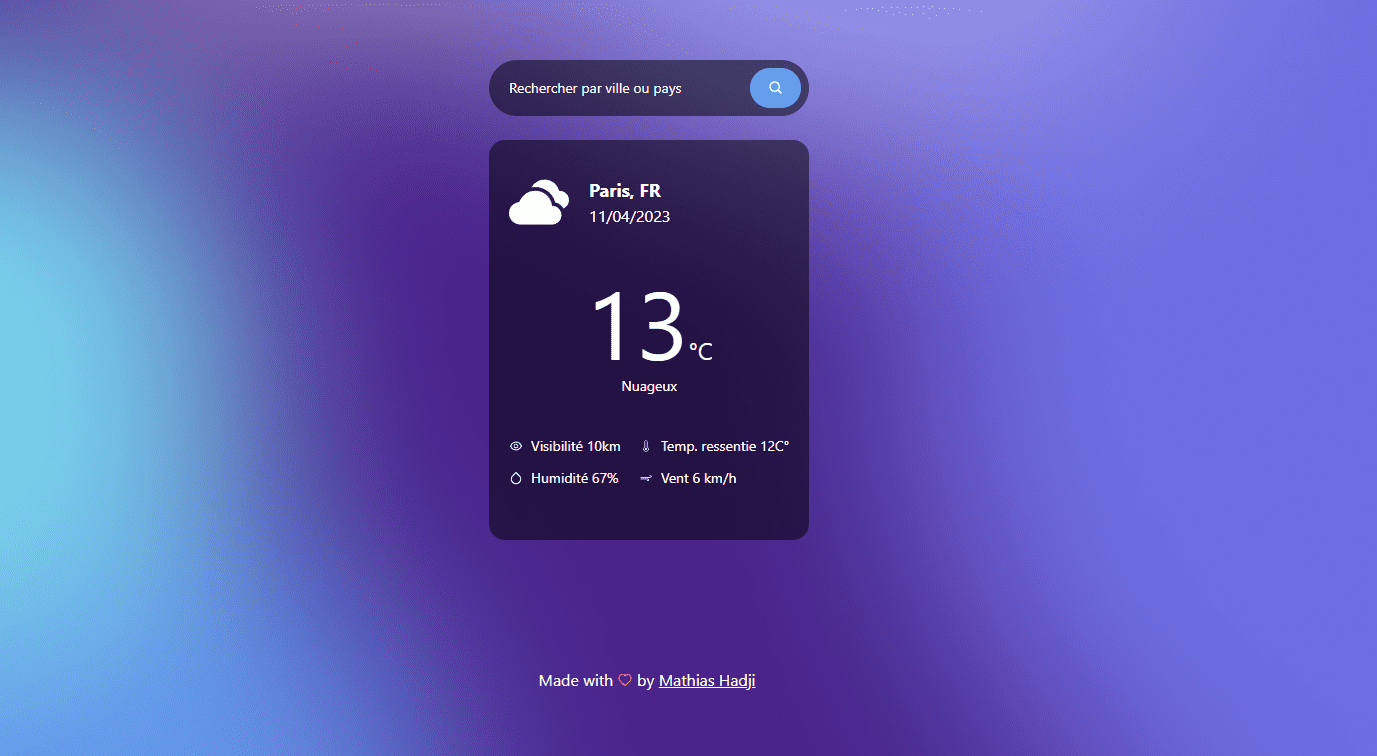 Rechercher par ville ou pays
Paris, FR
11/04/2023
13 °C
Nuageux
Visibilité 10km
Temp. ressentie 12C°
Humidité 67%
Vent 6 km/h
Made with ♡ by Mathias Hadji